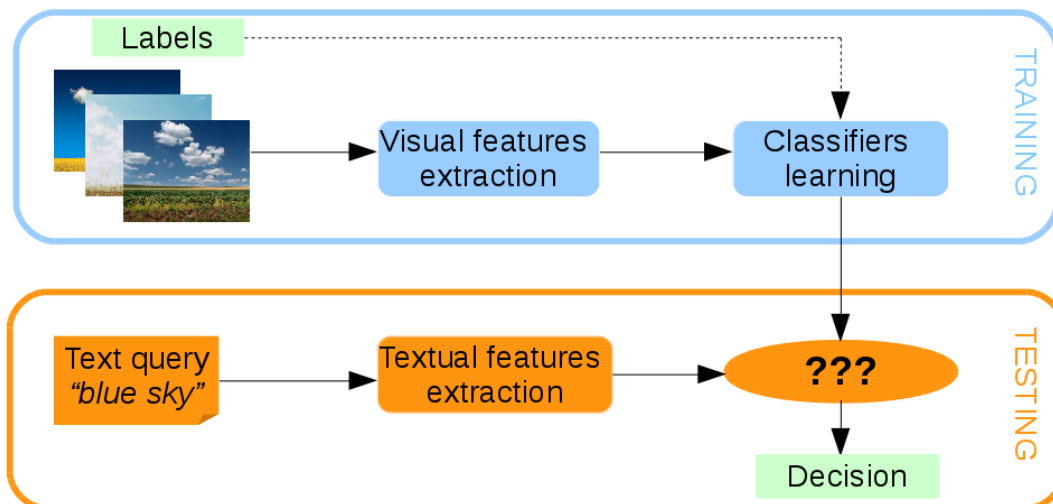 Labels
TRAINING
Visual features
extraction
Classifiers
learning
Text query
“blue sky”
Textual features
extraction
???
TESTING
Decision